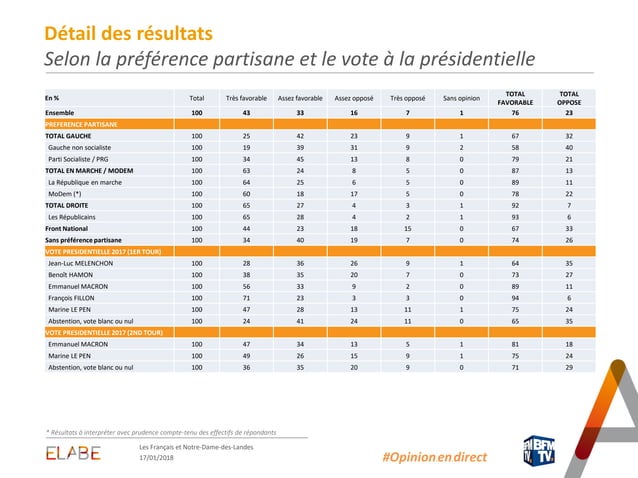 Détail des résultats
Selon la préférence partisane et le vote à la présidentielle
En % Total Très favorable Assez favorable Assez opposé Très opposé Sans opinion TOTAL FAVORABLE TOTAL OPPOSE
Ensemble 100 43 33 16 7 1 76 23
PREFERENCE PARTISANE
TOTAL GAUCHE 100 25 42 23 9 1 67 32
Gauche non socialiste 100 19 39 31 9 2 58 40
Parti Socialiste / PRG 100 34 45 13 8 0 79 21
TOTAL EN MARCHE / MODEM 100 63 24 8 5 0 87 13
La République en marche 100 64 25 6 5 0 89 11
MoDem (*) 100 60 18 17 5 0 78 22
TOTAL DROITE 100 65 27 4 3 1 92 7
Les Républicains 100 65 28 4 2 1 93 6
Front National 100 44 23 18 15 0 67 33
Sans préférence partisane 100 34 40 19 7 0 74 26
VOTE PRESIDENTIELLE 2017 (1ER TOUR)
Jean-Luc MELENCHON 100 28 36 26 9 1 64 35
Benoît HAMON 100 38 35 20 7 0 73 27
Emmanuel MACRON 100 56 33 9 2 0 89 11
François FILLON 100 71 23 3 3 0 94 6
Marine LE PEN 100 47 28 13 11 1 75 24
Abstention, vote blanc ou nul 100 24 41 24 11 0 65 35
VOTE PRESIDENTIELLE 2017 (2ND TOUR)
Emmanuel MACRON 100 47 34 13 5 1 81 18
Marine LE PEN 100 49 26 15 9 1 75 24
Abstention, vote blanc ou nul 100 36 35 20 9 0 71 29
* Résultats à interpréter avec prudence compte-tenu des effectifs de répondants
ELABE
Les Français et Notre-Dame-des-Landes
17/01/2018
#Opinion en direct
BFM
TV.